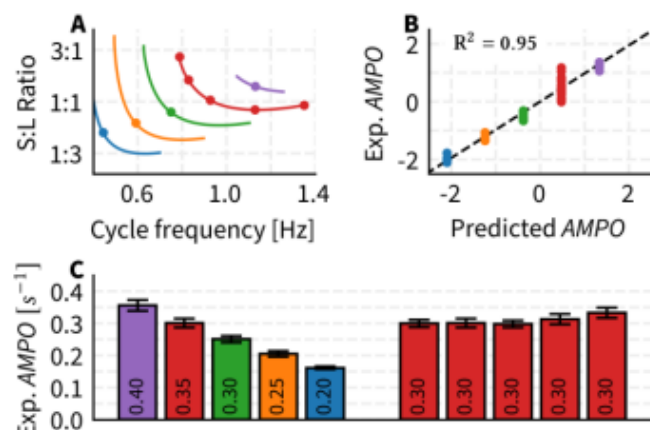 A
3:1
1:1
1:3
S:L Ratio
0.6 1.0 1.4
Cycle frequency [Hz]
B
R² = 0.95
2
0
-2
Exp. AMPO
-2 0 2
Predicted AMPO
C
0.4
0.3
0.2
0.1
0.0
Exp. AMPO [s⁻¹]
0.40 0.35 0.30 0.25 0.20 0.30 0.30 0.30 0.30 0.30